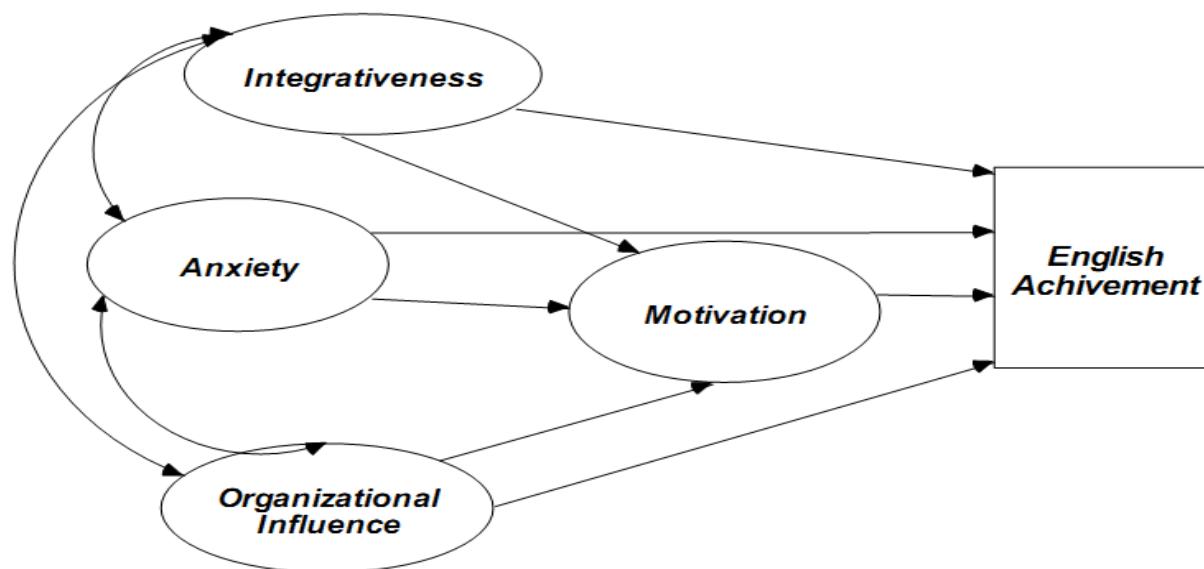 Integrativeness
Anxiety
Motivation
English
Achivement
Organizational
Influence